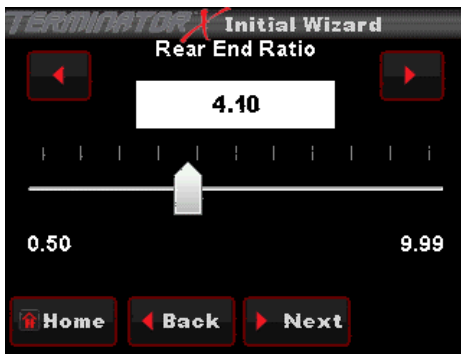 TERMINATOR X Initial Wizard
Rear End Ratio
4.10
0.50 9.99
Home Back Next